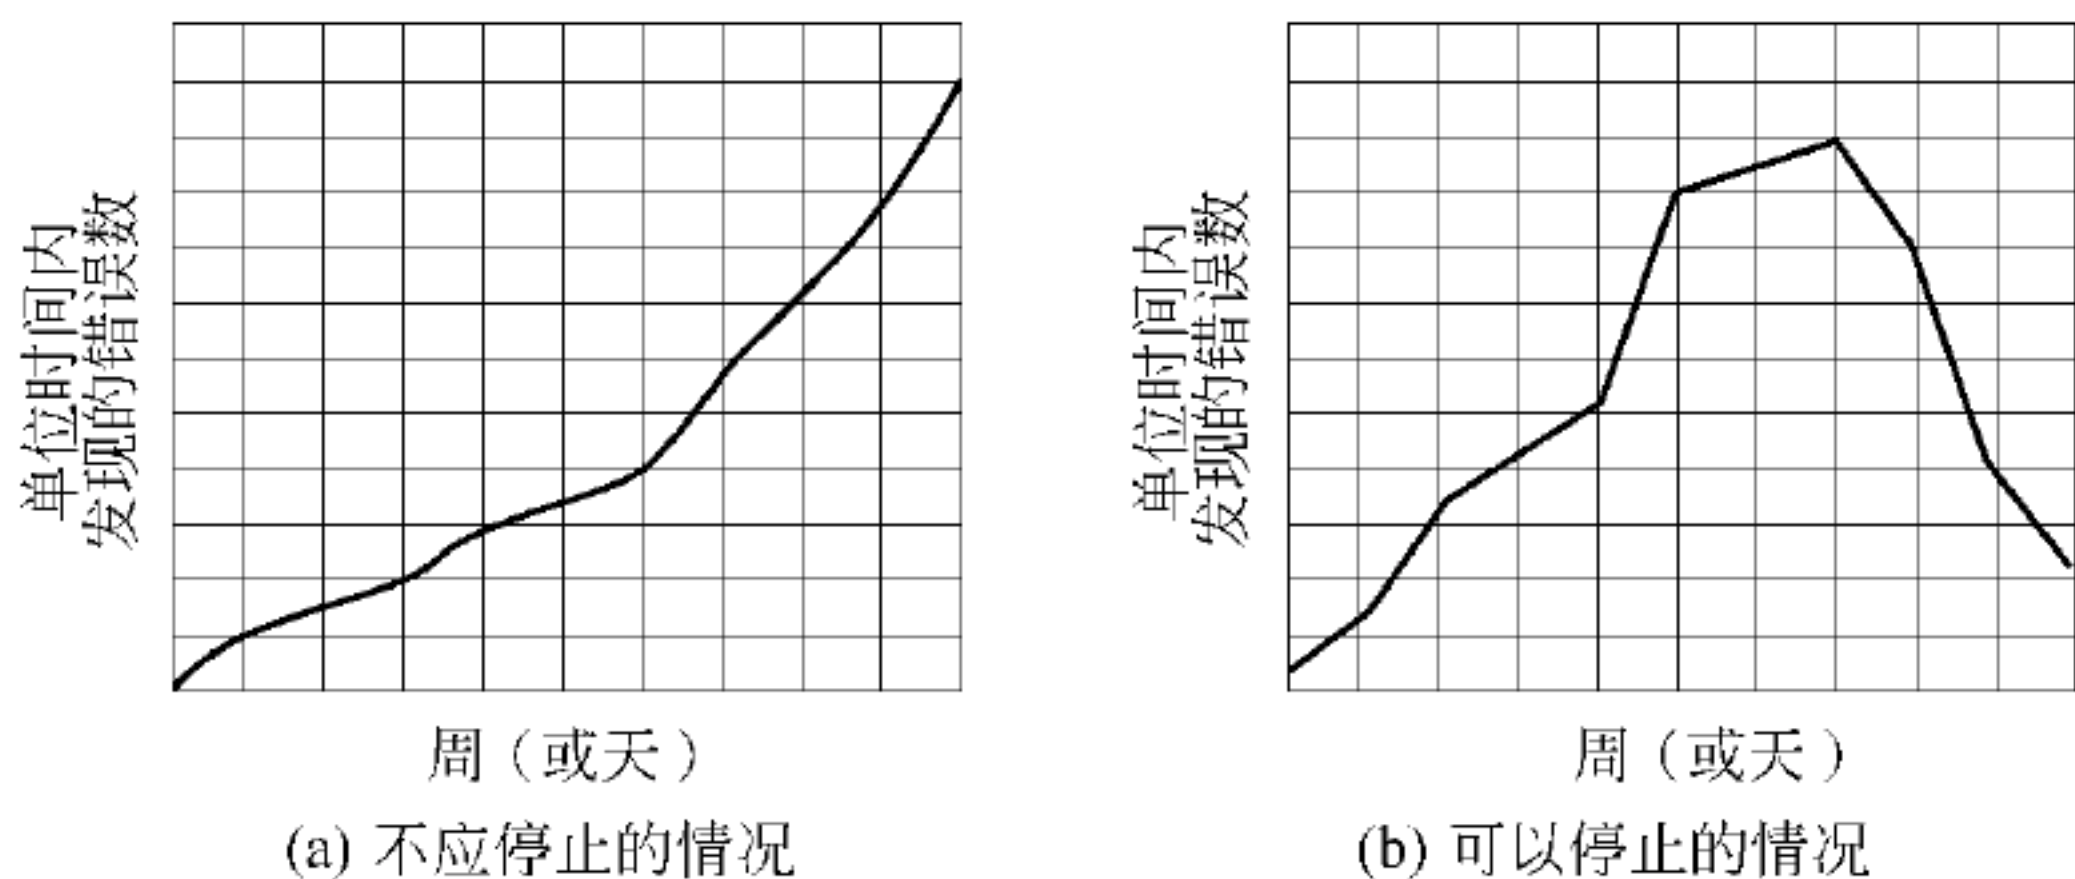 单位时间内
发现的错误数
周（或天）
(a) 不应停止的情况
单位时间内
发现的错误数
周（或天）
(b) 可以停止的情况